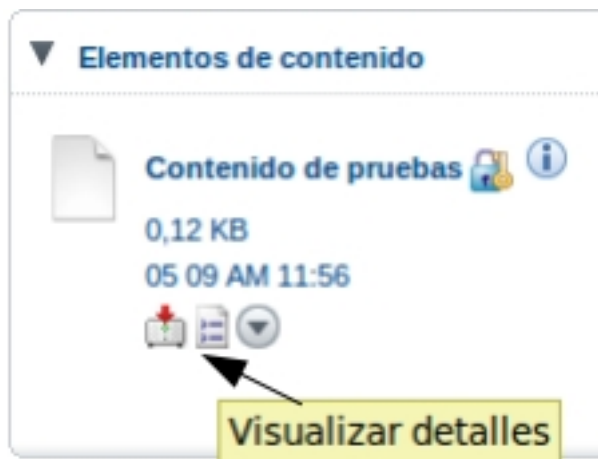 Elementos de contenido
Contenido de pruebas
0,12 KB
05 09 AM 11:56
Visualizar detalles